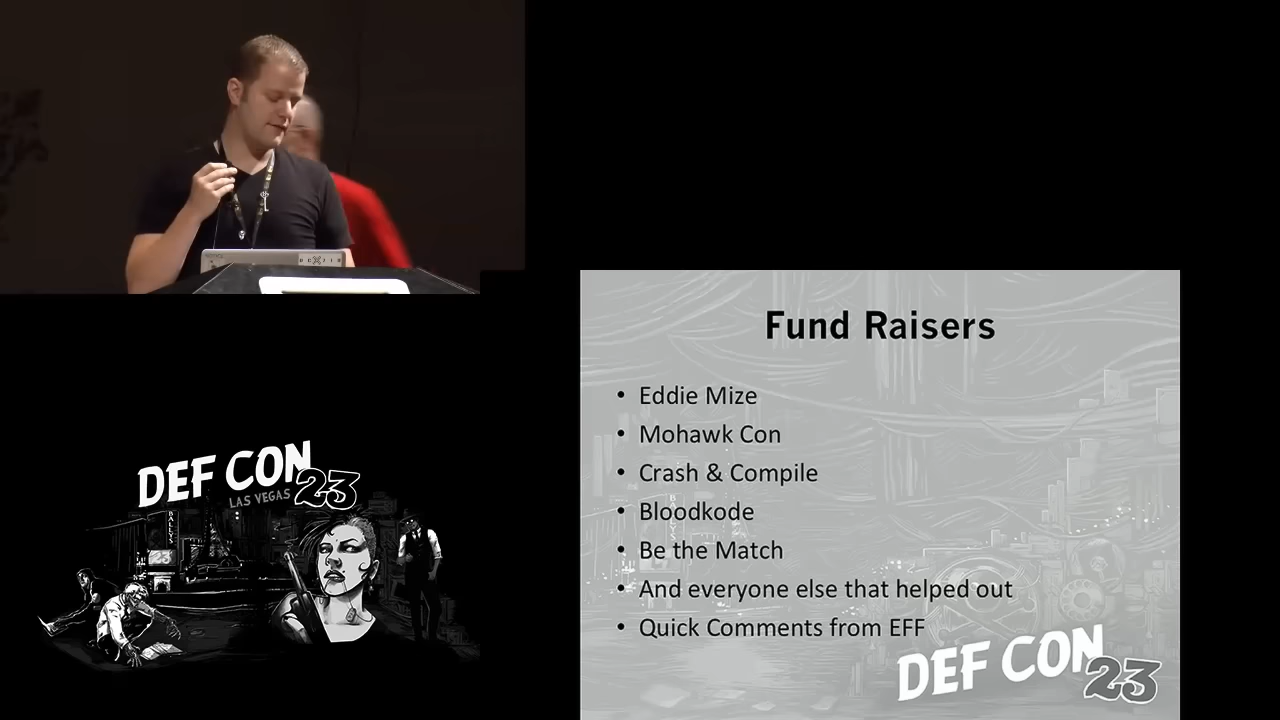 Fund Raisers
• Eddie Mize
• Mohawk Con
• Crash & Compile
• Bloodkode
• Be the Match
• And everyone else that helped out
• Quick Comments from EFF
DEF CON 23
DEF CON
LAS VEGAS 23
BALLYS